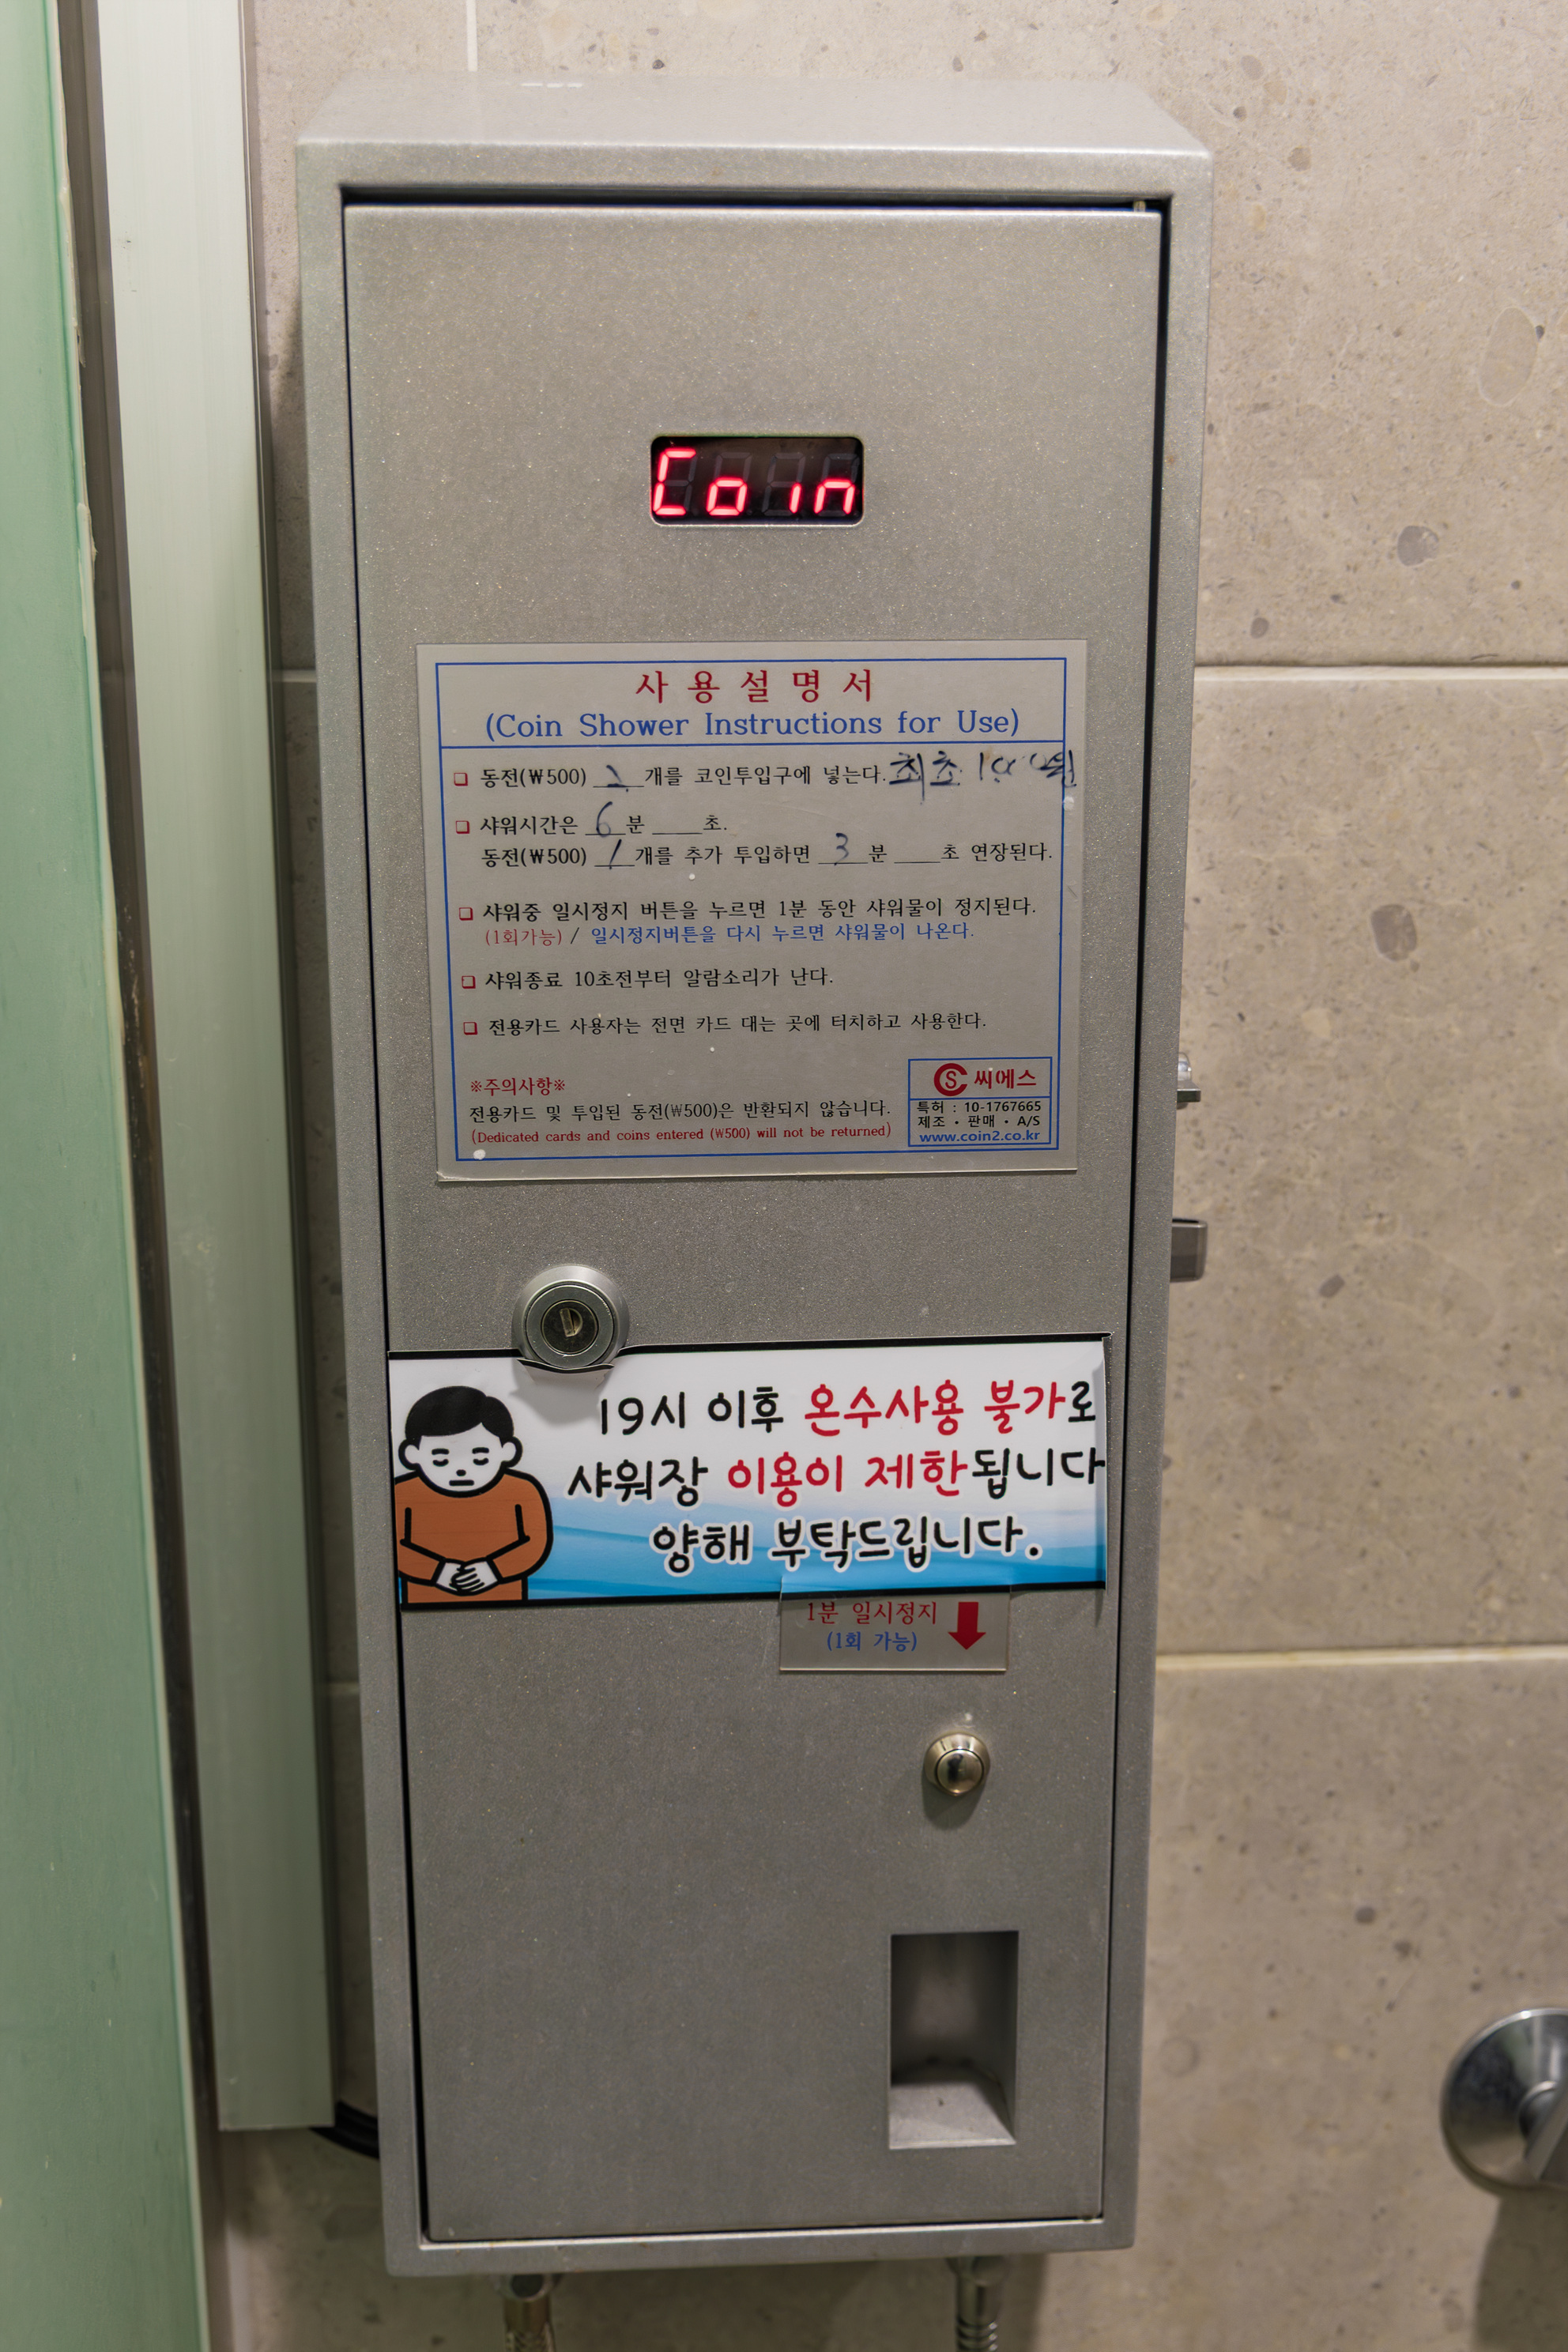 Coin
사용설명서
(Coin Shower Instructions for Use)
❏ 동전(₩500) 2 개를 코인투입구에 넣는다. 최초 1000원
❏ 샤워시간은 6 분 ____초.
동전(₩500) 1 개를 추가 투입하면 3 분 ____초 연장된다.
❏ 샤워중 일시정지 버튼을 누르면 1분 동안 샤워물이 정지된다.
(1회가능) / 일시정지버튼을 다시 누르면 샤워물이 나온다.
❏ 샤워종료 10초전부터 알람소리가 난다.
❏ 전용카드 사용자는 전면 카드 대는 곳에 터치하고 사용한다.
※주의사항※
전용카드 및 투입된 동전(₩500)은 반환되지 않습니다.
(Dedicated cards and coins entered (₩500) will not be returned)
CS 씨에스
특허 : 10-1767665
제조 · 판매 · A/S
www.coin2.co.kr
19시 이후 온수사용 불가로
샤워장 이용이 제한됩니다
양해 부탁드립니다.
1분 일시정지
(1회 가능)